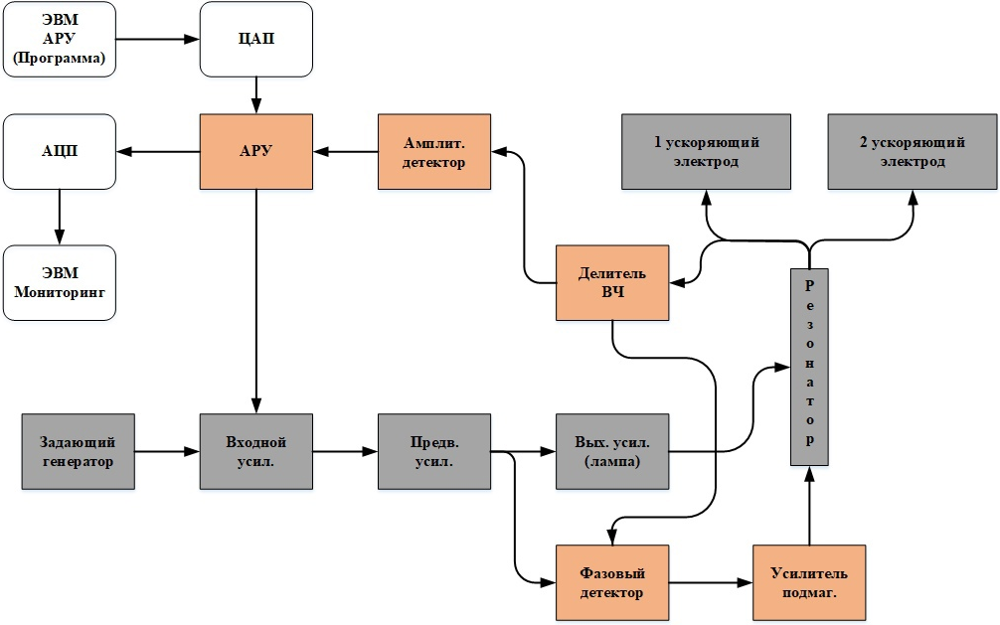 ЭВМ
АРУ
(Программа)
ЦАП
АЦП
АРУ
Амплит.
детектор
1 ускоряющий
электрод
2 ускоряющий
электрод
ЭВМ
Мониторинг
Делитель
ВЧ
Р
е
з
о
н
а
т
о
р
Задающий
генератор
Входной
усил.
Предв.
усил.
Вых. усил.
(лампа)
Фазовый
детектор
Усилитель
подмаг.